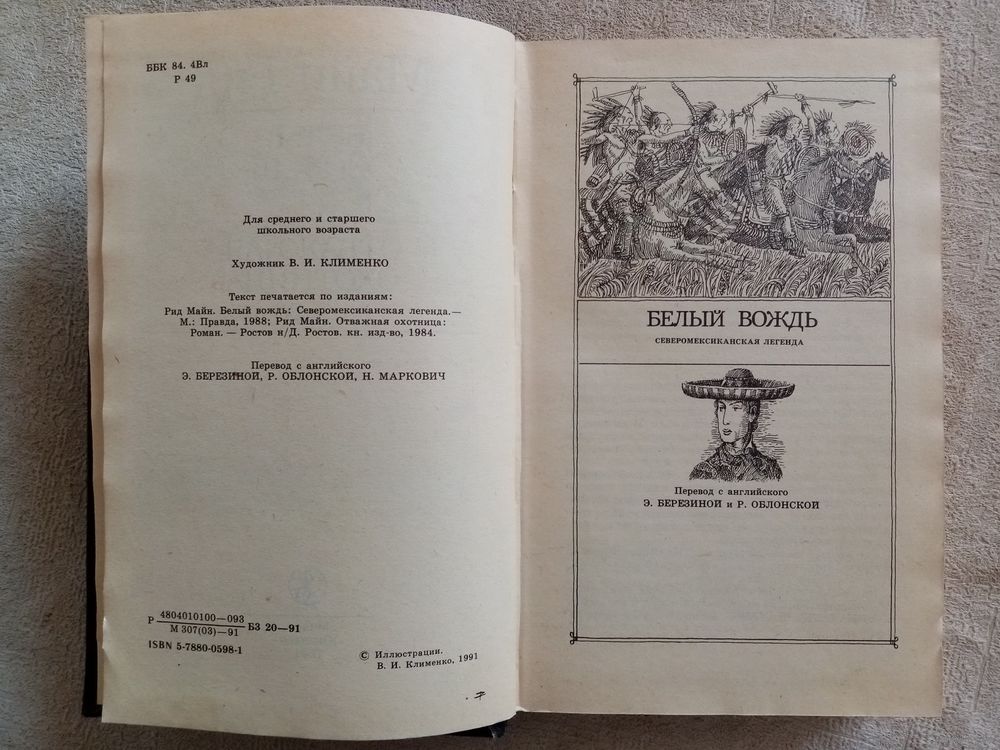 ББК 84. 4Вл
Р 49
Для среднего и старшего
школьного возраста
Художник В. И. КЛИМЕНКО
Текст печатается по изданиям:
Рид Майн. Белый вождь: Северомексиканская легенда.—
М.: Правда, 1988; Рид Майн. Отважная охотница:
Роман. — Ростов н/Д. Ростов. кн. изд-во, 1984.
Перевод с английского
Э. БЕРЕЗИНОЙ, Р. ОБЛОНСКОЙ, Н. МАРКОВИЧ
Р 4804010100—093
М 307(03)—91 БЗ 20—91
ISBN 5-7880-0598-1
© Иллюстрации.
В. И. Клименко, 1991
БЕЛЫЙ ВОЖДЬ
СЕВЕРОМЕКСИКАНСКАЯ ЛЕГЕНДА
Перевод с английского
Э. БЕРЕЗИНОЙ и Р. ОБЛОНСКОЙ